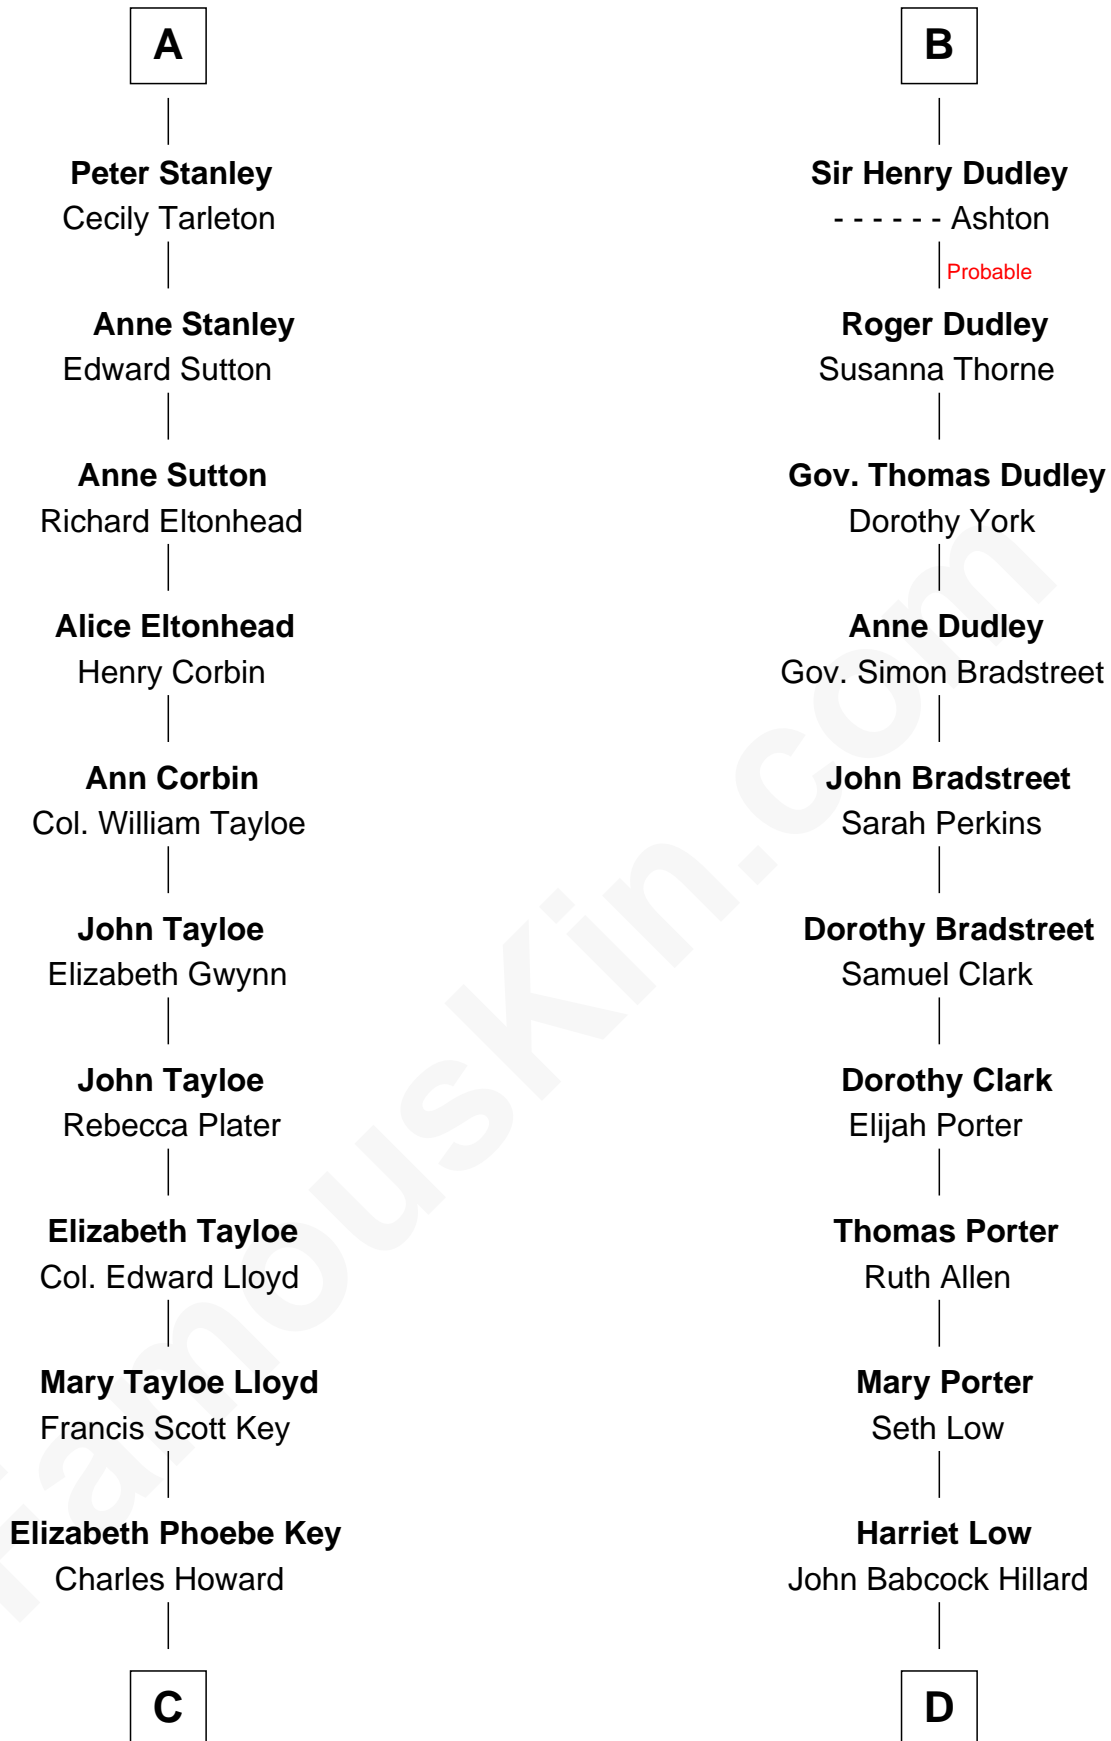 A
Peter Stanley
Cecily Tarleton
Anne Stanley
Edward Sutton
Anne Sutton
Richard Eltonhead
Alice Eltonhead
Henry Corbin
Ann Corbin
Col. William Tayloe
John Tayloe
Elizabeth Gwynn
John Tayloe
Rebecca Plater
Elizabeth Tayloe
Col. Edward Lloyd
Mary Tayloe Lloyd
Francis Scott Key
Elizabeth Phoebe Key
Charles Howard
C
B
Sir Henry Dudley
- - - - - - Ashton
Probable
Roger Dudley
Susanna Thorne
Gov. Thomas Dudley
Dorothy York
Anne Dudley
Gov. Simon Bradstreet
John Bradstreet
Sarah Perkins
Dorothy Bradstreet
Samuel Clark
Dorothy Clark
Elijah Porter
Thomas Porter
Ruth Allen
Mary Porter
Seth Low
Harriet Low
John Babcock Hillard
D
FamousKin.com